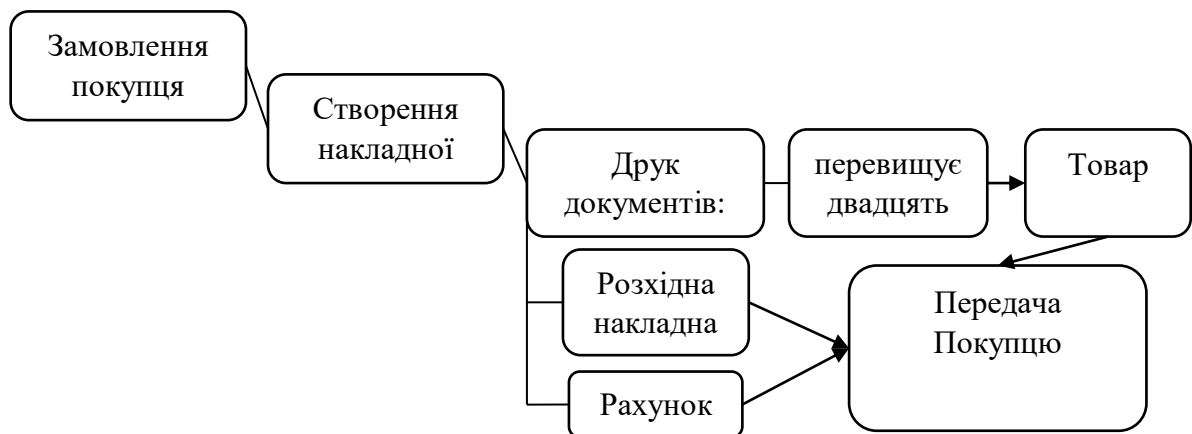 Замовлення
покупця
Створення
накладної
Друк
документів:
перевищує
двадцять
Товар
Розхідна
накладна
Передача
Покупцю
Рахунок